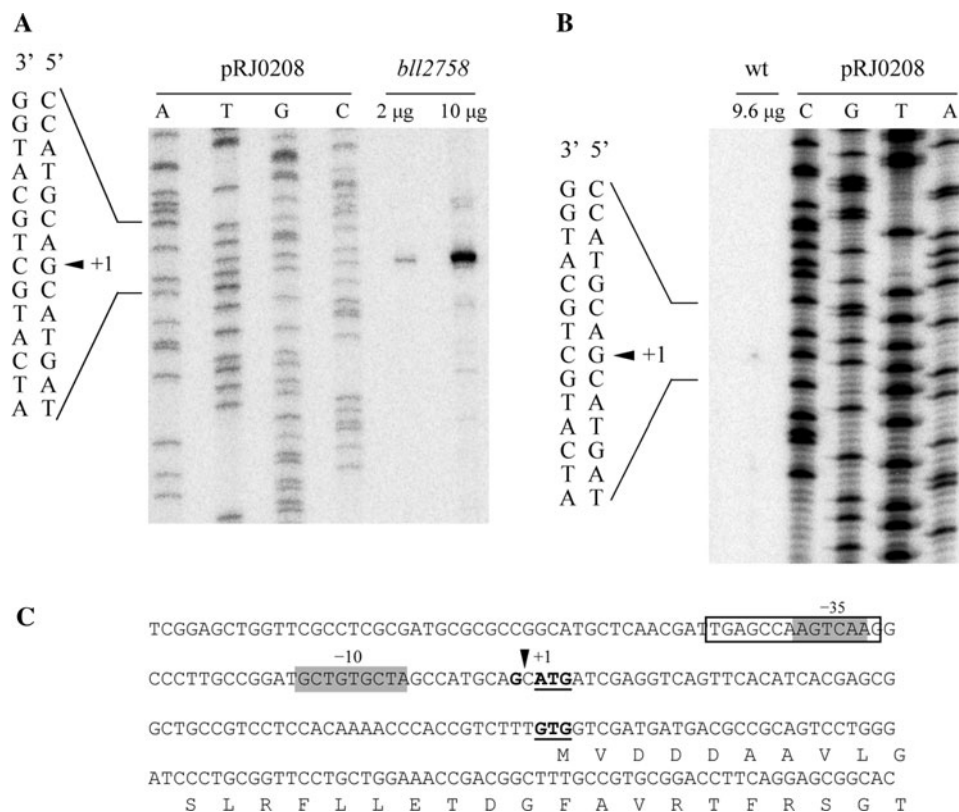 A
B
3’ 5’
pRJ0208
bll2758
A T G C
2 µg 10 µg
G C
G C
T A
A T
C G
G C
T A
C G +1
G C
T A
A T
C G
T A
A T
wt
pRJ0208
9.6 µg
C G T A
3’ 5’
G C
G C
T A
A T
C G
G C
T A
C G +1
G C
T A
A T
C G
T A
A T
C
−35
TCGGAGCTGGTTCGCCTCGCGATGCGCGCCGGCATGCTCAACGATTGAGCCAAGTCAAGG
−10 +1
CCCTTGCCGGATGCTGTGCTAGCCATGCAGCATGATCGAGGTCAGTTCACATCACGAGCG
GCTGCCGTCCTCCACAAAACCCACCGTCTTTGTGGTCGATGATGACGCCGCAGTCCTGGG
M V D D D A A V L G
ATCCCTGCGGTTCCTGCTGGAAACCGACGGCTTTGCCGTGCGGACCTTCAGGAGCGGCAC
S L R F L L E T D G F A V R T F R S G T